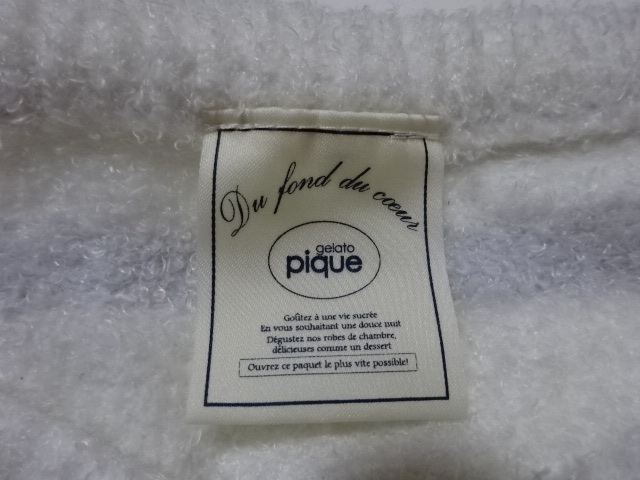 Du fond du cœur
gelato
pique
Goûtez à une vie sucrée
En vous souhaitant une douce nuit
Dégustez nos robes de chambre,
délicieuses comme un dessert
Ouvrez ce paquet le plus vite possible!